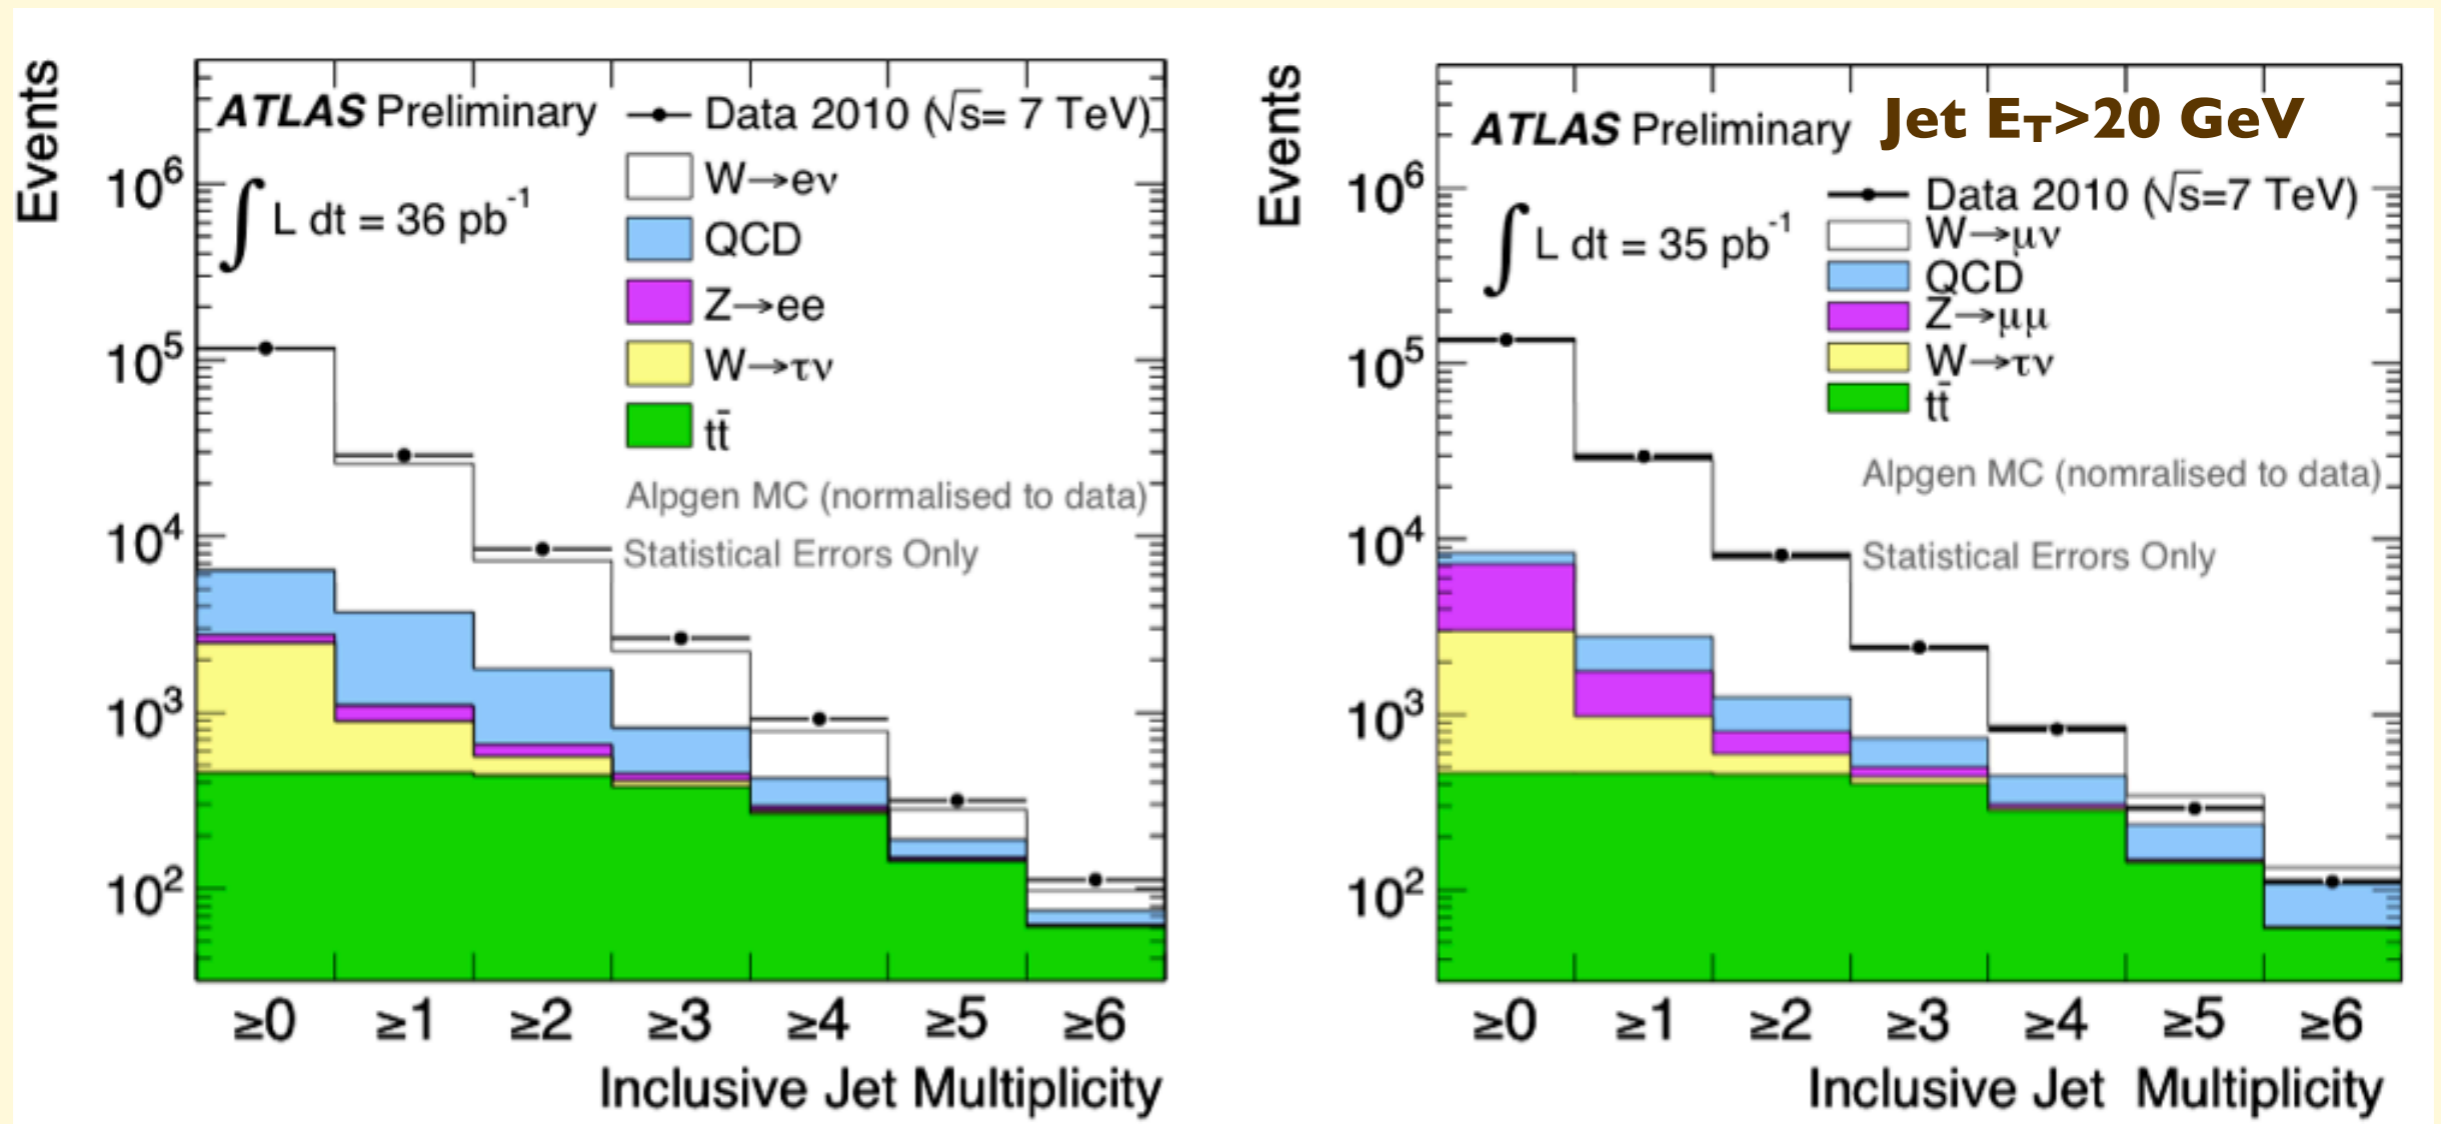 Events
ATLAS Preliminary
∫ L dt = 36 pb⁻¹
Data 2010 (√s= 7 TeV)
W→eν
QCD
Z→ee
W→τν
tt̄
Alpgen MC (normalised to data)
Statistical Errors Only
10⁶
10⁵
10⁴
10³
10²
≥0 ≥1 ≥2 ≥3 ≥4 ≥5 ≥6
Inclusive Jet Multiplicity
Events
ATLAS Preliminary
Jet E_T>20 GeV
∫ L dt = 35 pb⁻¹
Data 2010 (√s=7 TeV)
W→μν
QCD
Z→μμ
W→τν
tt̄
Alpgen MC (nomralised to data)
Statistical Errors Only
10⁶
10⁵
10⁴
10³
10²
≥0 ≥1 ≥2 ≥3 ≥4 ≥5 ≥6
Inclusive Jet Multiplicity